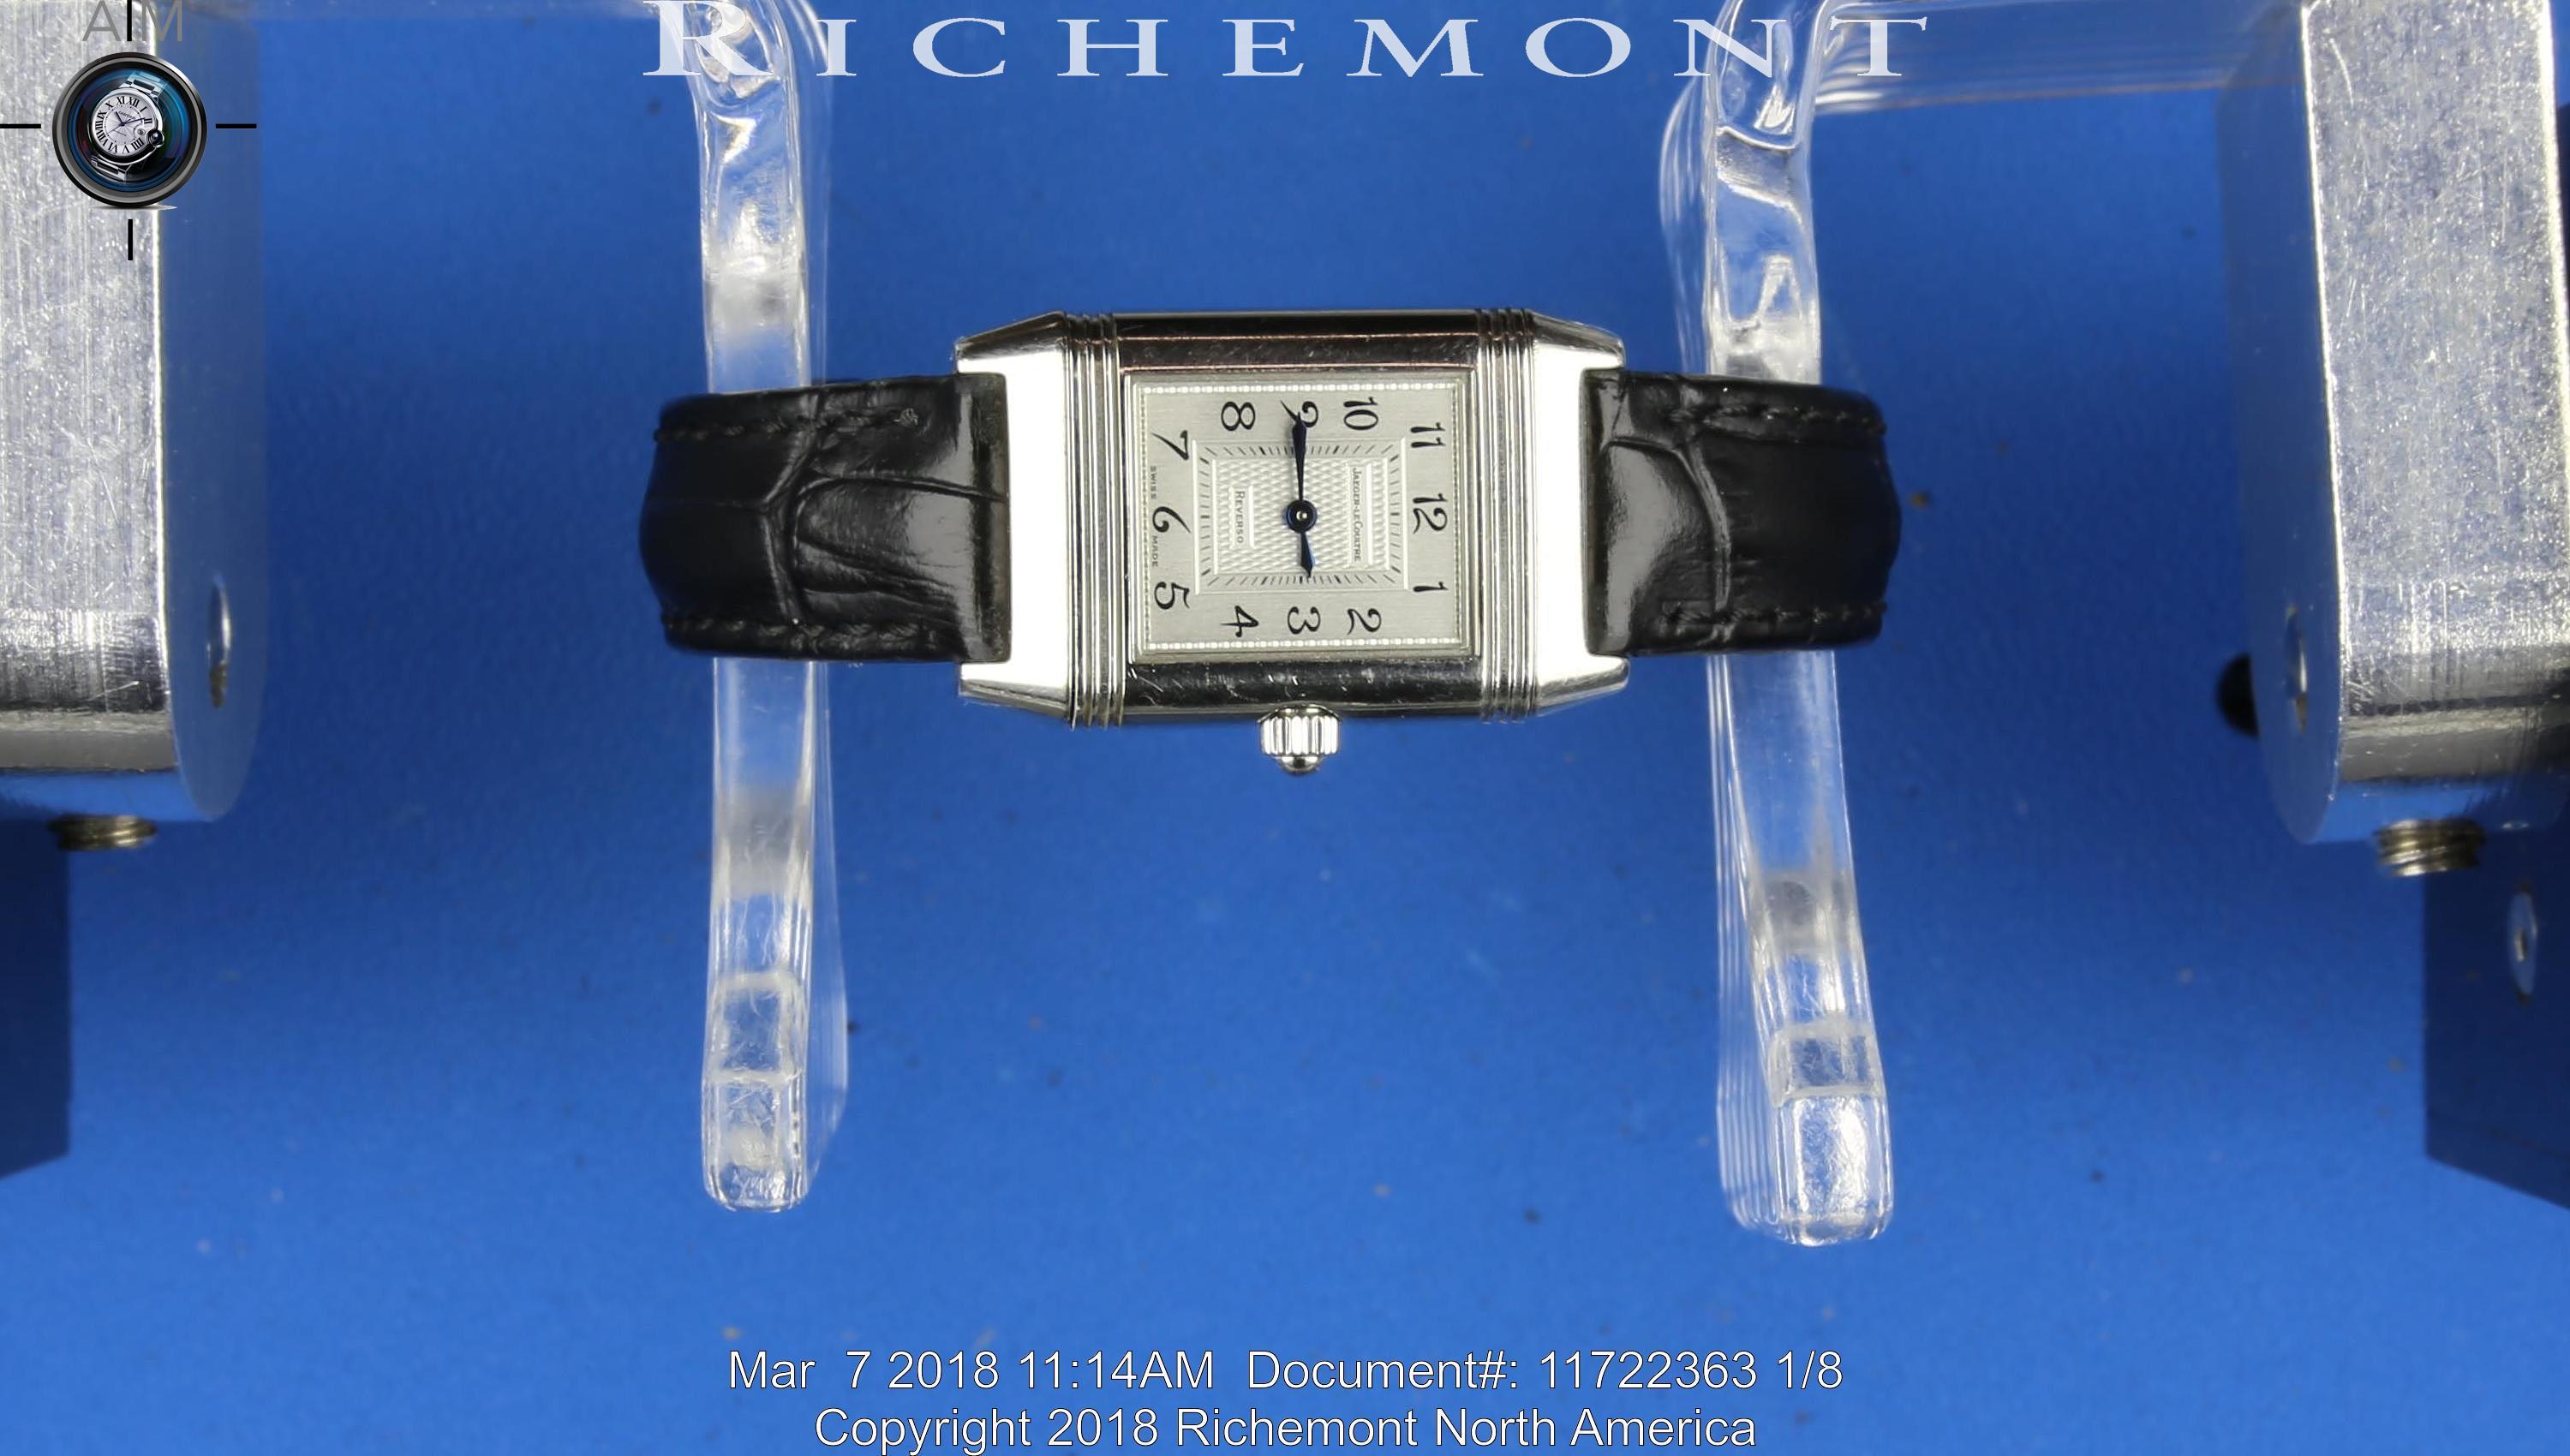 AIM
RICHEMONT
8 9 10
7 11
SWISS MADE
6 12
REVERSO
JAEGER-LECOULTRE
5 1
4 3 2
Mar 7 2018 11:14AM Document#: 11722363 1/8
Copyright 2018 Richemont North America